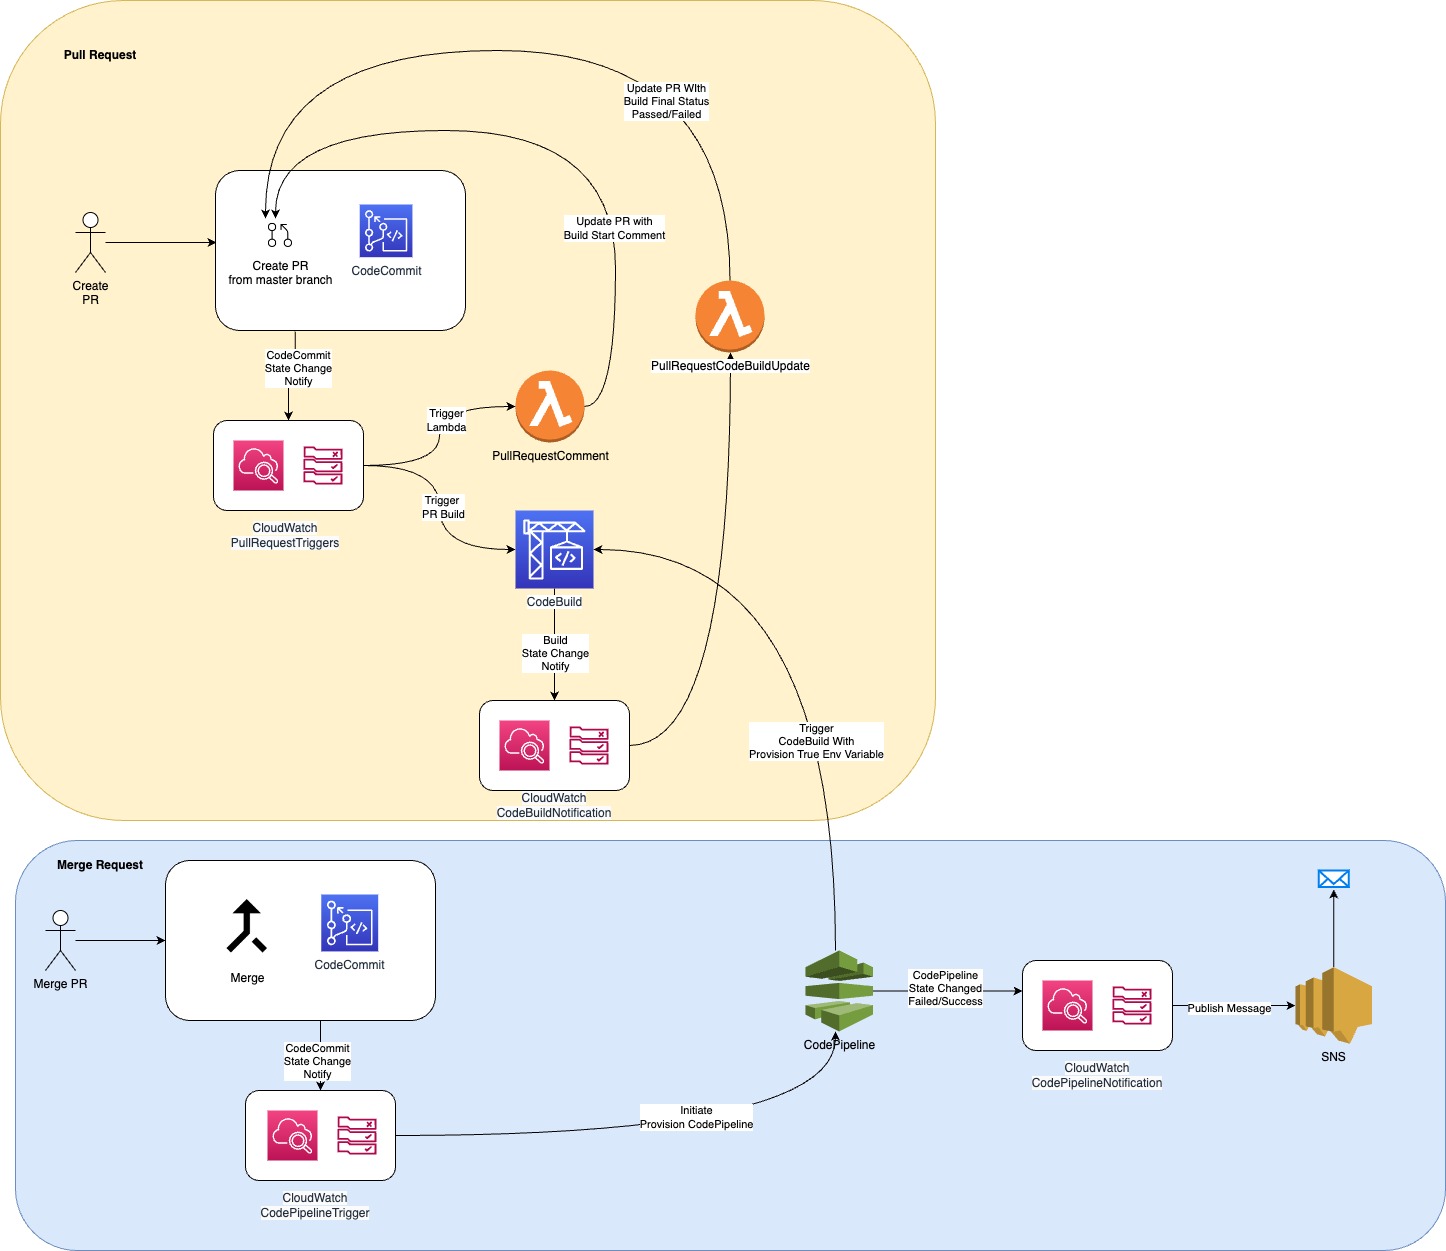 Pull Request
Update PR WIth
Build Final Status
Passed/Failed
Update PR with
Build Start Comment
Create
PR
Create PR
from master branch
CodeCommit
CodeCommit
State Change
Notify
PullRequestCodeBuildUpdate
Trigger
Lambda
PullRequestComment
Trigger
PR Build
CloudWatch
PullRequestTriggers
CodeBuild
Build
State Change
Notify
Trigger
CodeBuild With
Provision True Env Variable
CloudWatch
CodeBuildNotification
Merge Request
Merge PR
Merge
CodeCommit
CodeCommit
State Change
Notify
CodePipeline
CodePipeline
State Changed
Failed/Success
Publish Message
SNS
CloudWatch
CodePipelineNotification
Initiate
Provision CodePipeline
CloudWatch
CodePipelineTrigger